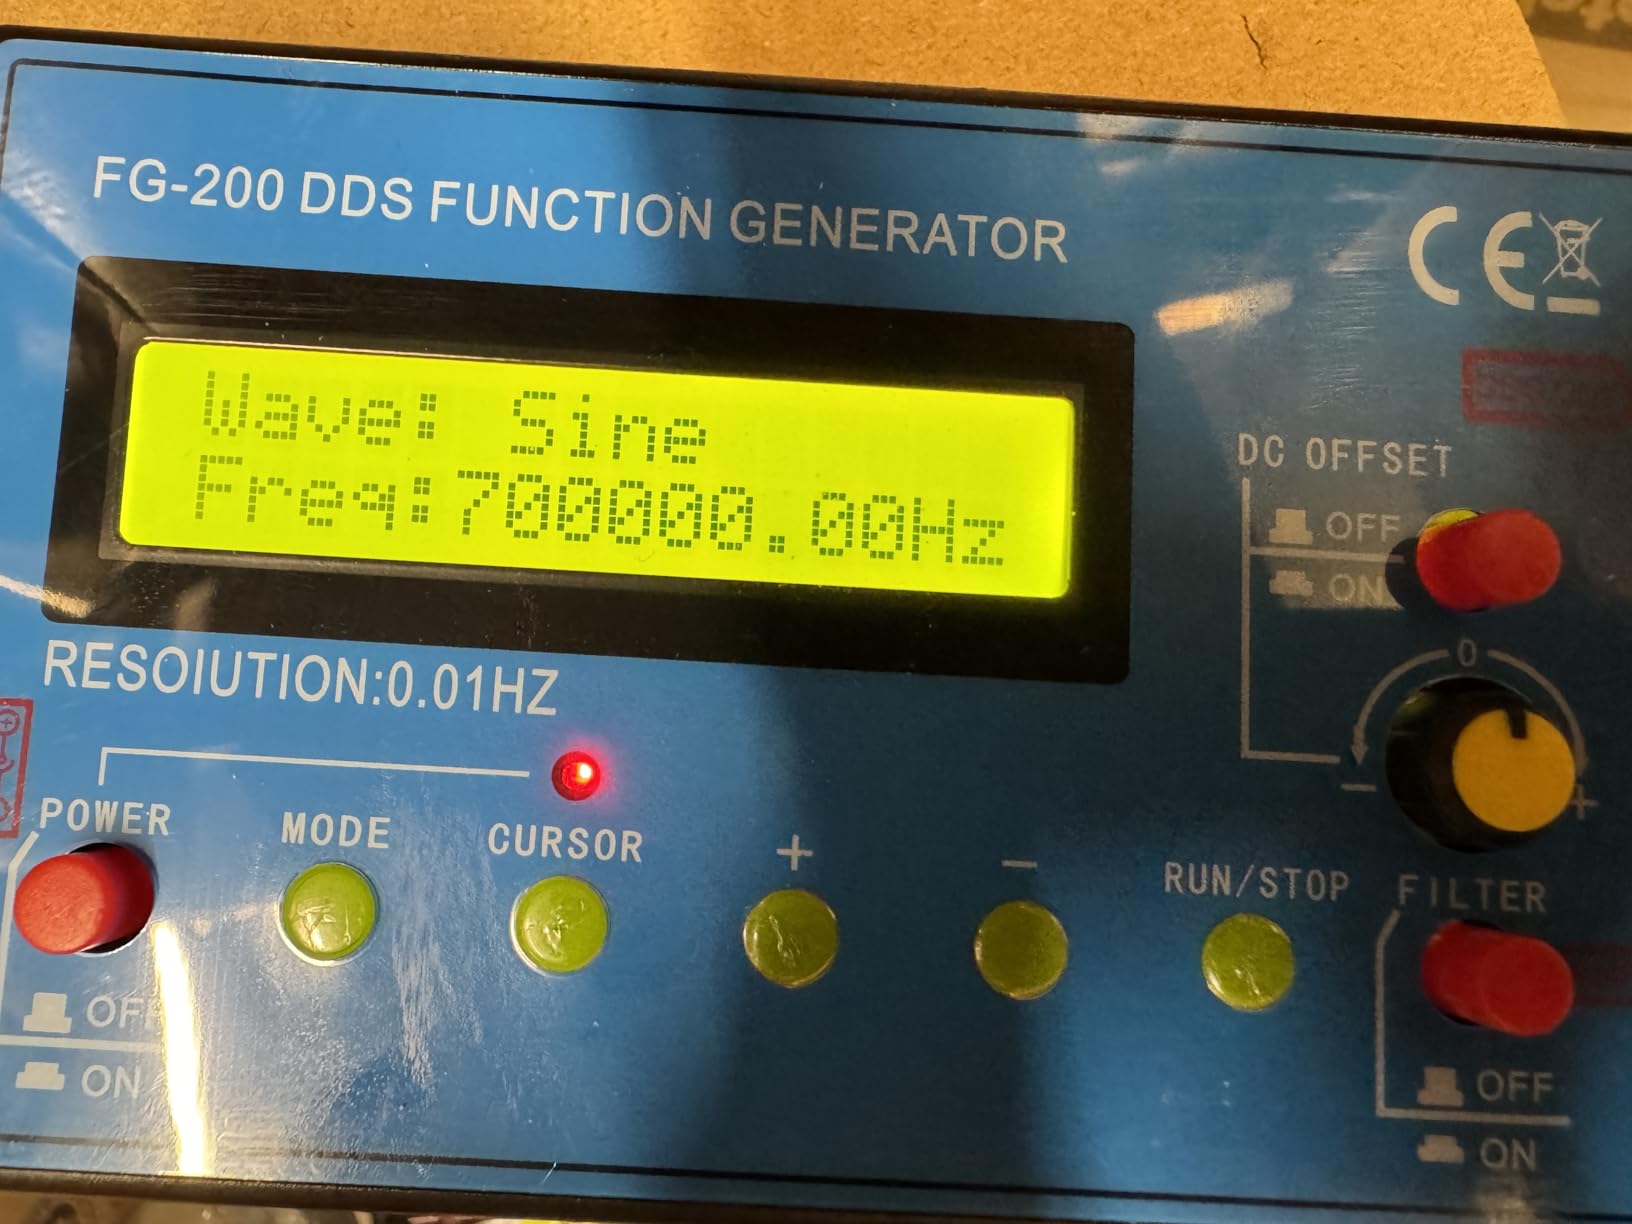 FG-200 DDS FUNCTION GENERATOR
CE
Wave: Sine
Freq:700000.00Hz
RESOIUTION:0.01HZ
DC OFFSET
OFF
ON
0
- +
POWER
MODE
CURSOR
+
-
RUN/STOP
FILTER
OFF
ON
OFF
ON